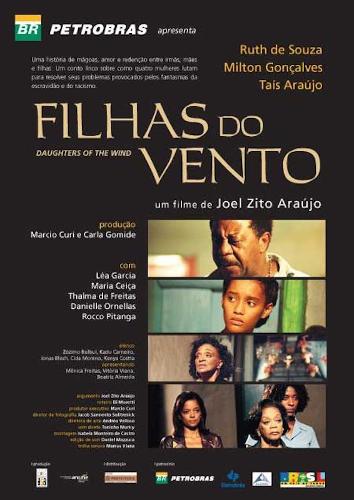 BR PETROBRAS apresenta
Uma história de mágoas, amor e redenção entre irmãs, mães
e filhas. Um conto lírico sobre como quatro mulheres lutam
para resolver seus problemas provocados pelos fantasmas da
escravidão e do racismo.
Ruth de Souza
Milton Gonçalves
Taís Araújo
FILHAS DO
DAUGHTERS OF THE WIND
VENTO
um filme de Joel Zito Araújo
produção
Marcio Curi e Carla Gomide
com
Léa Garcia
Maria Ceiça
Thalma de Freitas
Danielle Ornellas
Rocco Pitanga
elenco
Zózimo Bulbul, Kadu Carneiro,
Jonas Bloch, Cida Moreno,
apresentando
Mônica Freitas, Vitória Viana,
Beatriz Almeida
argumento Joel Zito Araújo
roteiro Di Moretti
produtor executivo Marcio Curi
diretor de fotografia Jacob Sarmento Solitrenick
diretora de arte Andrea Velloso
som direto Toninho Muricy
montagem Isabela Monteiro de Castro
edição de som
trilha sonora Marcus Viana
BR PETROBRAS
BRASIL